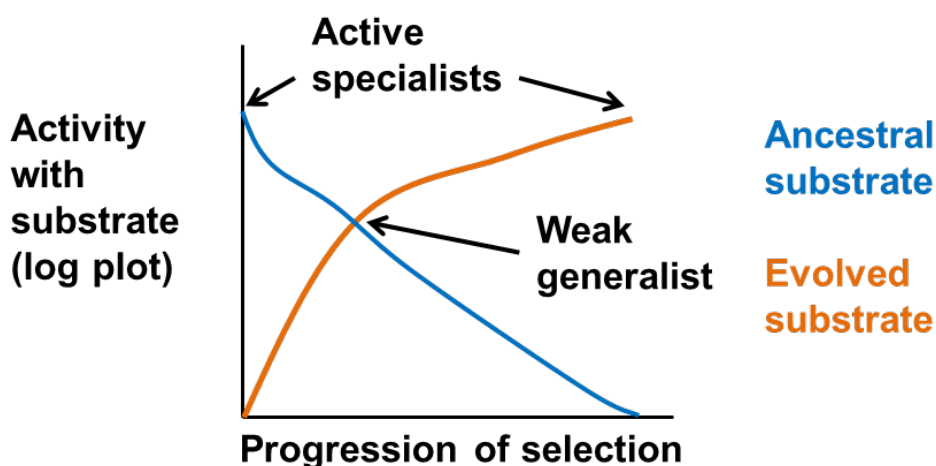 Active
specialists
Activity
with
substrate
(log plot)
Ancestral
substrate
Weak
generalist
Evolved
substrate
Progression of selection